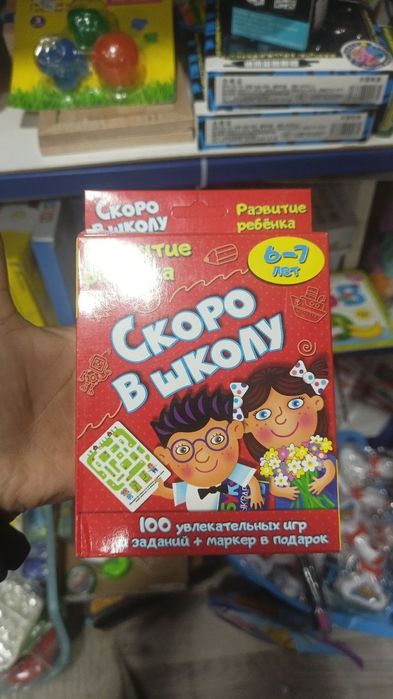 Скоро
в школу
Развитие
ребёнка
6-7
лет
Скоро
в школу
100 увлекательных игр
заданий + маркер в подарок